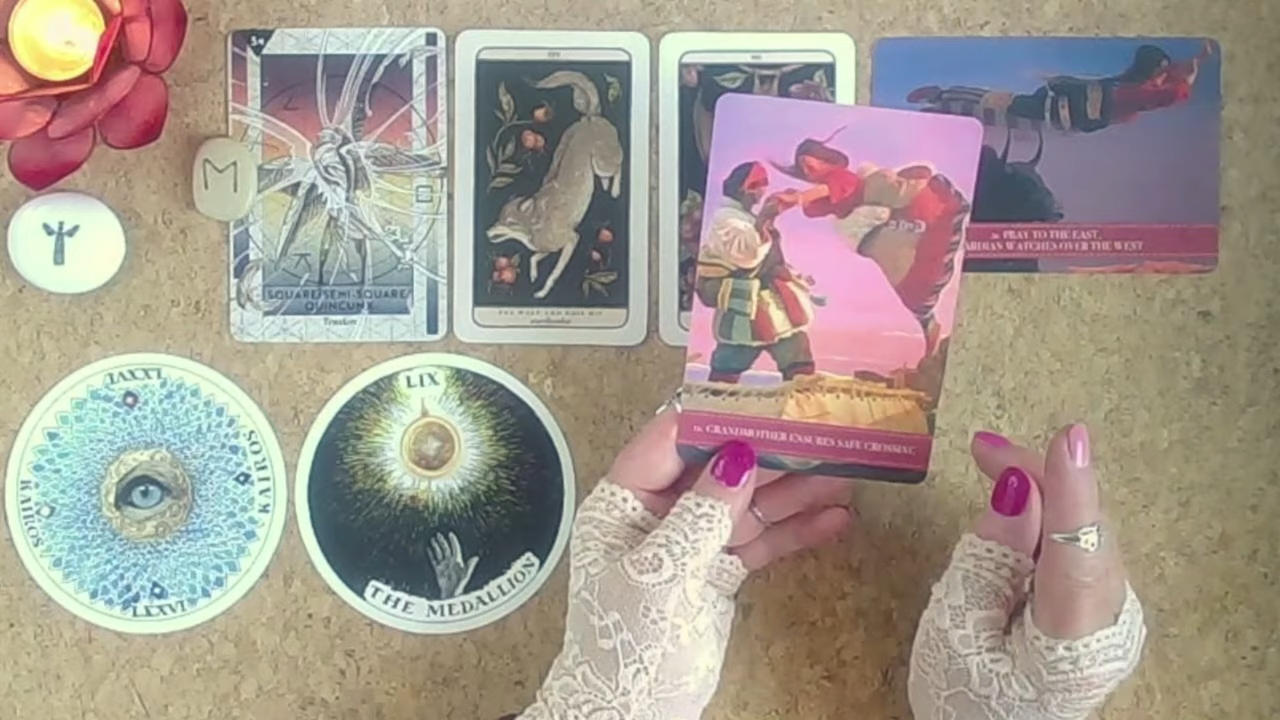 SQUARE/SEMI-SQUARE/
QUINCUNX
Tension
26 PRAY TO THE EAST,
WATCHES OVER THE WEST
GRANDMOTHER ENSURES SAFE CROSSING
LXXVI
KAIROS
KAIROS
LXXVI
LIX
THE MEDALLION